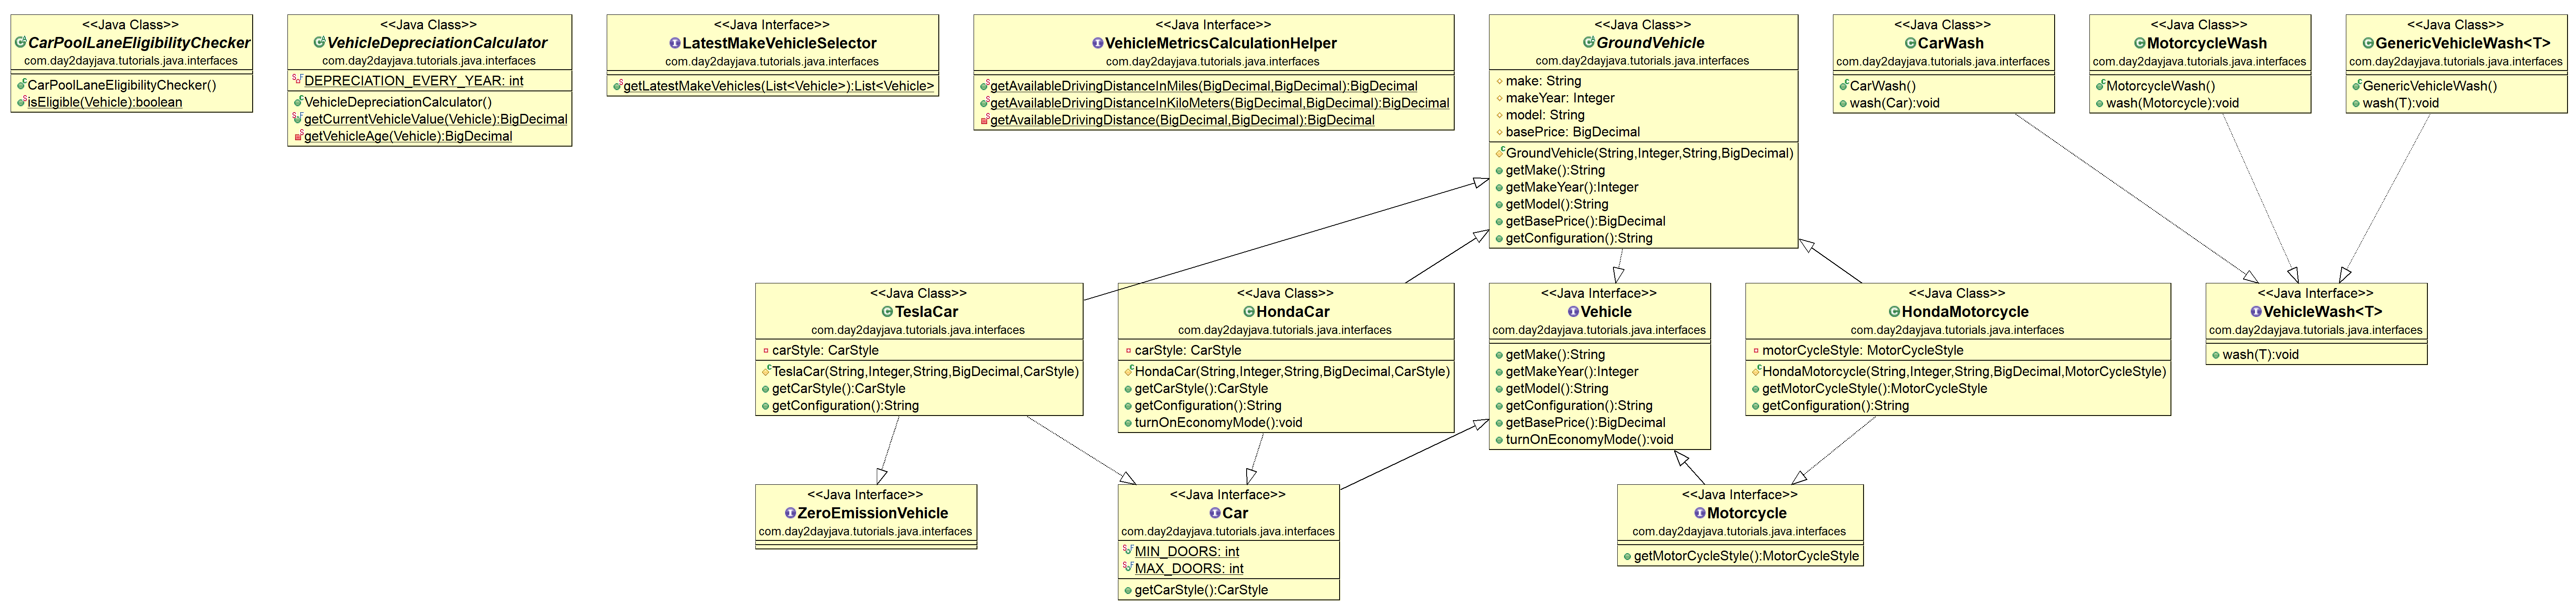 <<Java Class>>
CarPoolLaneEligibilityChecker
com.day2dayjava.tutorials.java.interfaces
CarPoolLaneEligibilityChecker()
isEligible(Vehicle):boolean
<<Java Class>>
VehicleDepreciationCalculator
com.day2dayjava.tutorials.java.interfaces
DEPRECIATION_EVERY_YEAR: int
VehicleDepreciationCalculator()
getCurrentVehicleValue(Vehicle):BigDecimal
getVehicleAge(Vehicle):BigDecimal
<<Java Interface>>
LatestMakeVehicleSelector
com.day2dayjava.tutorials.java.interfaces
getLatestMakeVehicles(List<Vehicle>):List<Vehicle>
<<Java Interface>>
VehicleMetricsCalculationHelper
com.day2dayjava.tutorials.java.interfaces
getAvailableDrivingDistanceInMiles(BigDecimal,BigDecimal):BigDecimal
getAvailableDrivingDistanceInKiloMeters(BigDecimal,BigDecimal):BigDecimal
getAvailableDrivingDistance(BigDecimal,BigDecimal):BigDecimal
<<Java Class>>
GroundVehicle
com.day2dayjava.tutorials.java.interfaces
make: String
makeYear: Integer
model: String
basePrice: BigDecimal
GroundVehicle(String,Integer,String,BigDecimal)
getMake():String
getMakeYear():Integer
getModel():String
getBasePrice():BigDecimal
getConfiguration():String
<<Java Class>>
CarWash
com.day2dayjava.tutorials.java.interfaces
CarWash()
wash(Car):void
<<Java Class>>
MotorcycleWash
com.day2dayjava.tutorials.java.interfaces
MotorcycleWash()
wash(Motorcycle):void
<<Java Class>>
GenericVehicleWash<T>
com.day2dayjava.tutorials.java.interfaces
GenericVehicleWash()
wash(T):void
<<Java Class>>
TeslaCar
com.day2dayjava.tutorials.java.interfaces
carStyle: CarStyle
TeslaCar(String,Integer,String,BigDecimal,CarStyle)
getCarStyle():CarStyle
getConfiguration():String
<<Java Class>>
HondaCar
com.day2dayjava.tutorials.java.interfaces
carStyle: CarStyle
HondaCar(String,Integer,String,BigDecimal,CarStyle)
getCarStyle():CarStyle
getConfiguration():String
turnOnEconomyMode():void
<<Java Interface>>
Vehicle
com.day2dayjava.tutorials.java.interfaces
getMake():String
getMakeYear():Integer
getModel():String
getConfiguration():String
getBasePrice():BigDecimal
turnOnEconomyMode():void
<<Java Class>>
HondaMotorcycle
com.day2dayjava.tutorials.java.interfaces
motorCycleStyle: MotorCycleStyle
HondaMotorcycle(String,Integer,String,BigDecimal,MotorCycleStyle)
getMotorCycleStyle():MotorCycleStyle
getConfiguration():String
<<Java Interface>>
VehicleWash<T>
com.day2dayjava.tutorials.java.interfaces
wash(T):void
<<Java Interface>>
ZeroEmissionVehicle
com.day2dayjava.tutorials.java.interfaces
<<Java Interface>>
Car
com.day2dayjava.tutorials.java.interfaces
MIN_DOORS: int
MAX_DOORS: int
getCarStyle():CarStyle
<<Java Interface>>
Motorcycle
com.day2dayjava.tutorials.java.interfaces
getMotorCycleStyle():MotorCycleStyle